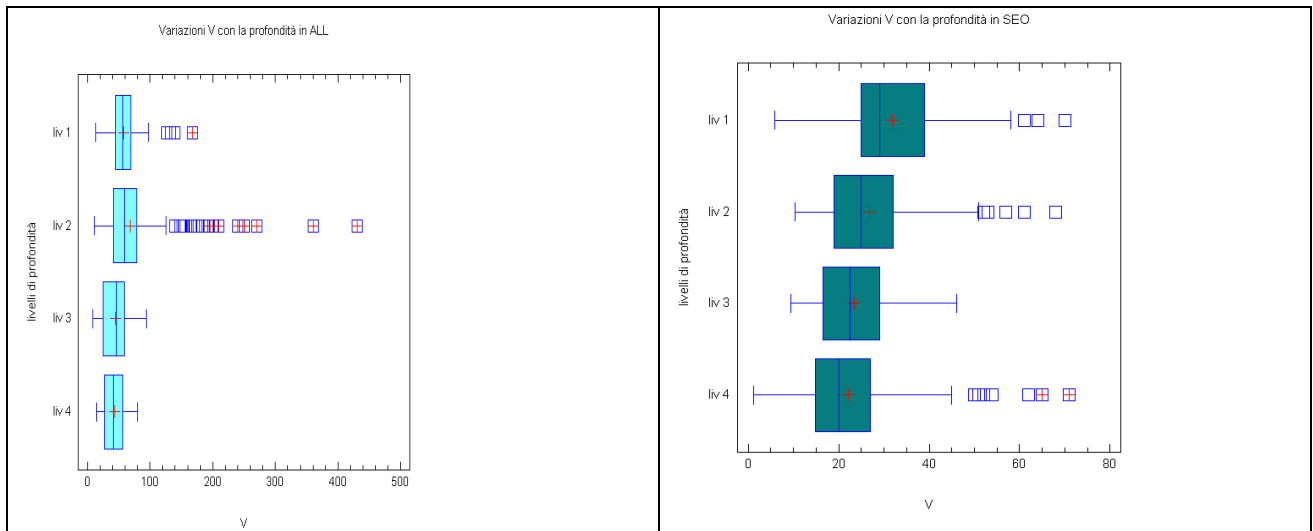 Variazioni V con la profondità in ALL
livelli di profondità
liv 1
liv 2
liv 3
liv 4
0 100 200 300 400 500
V
Variazioni V con la profondità in SEO
livelli di profondità
liv 1
liv 2
liv 3
liv 4
0 20 40 60 80
V